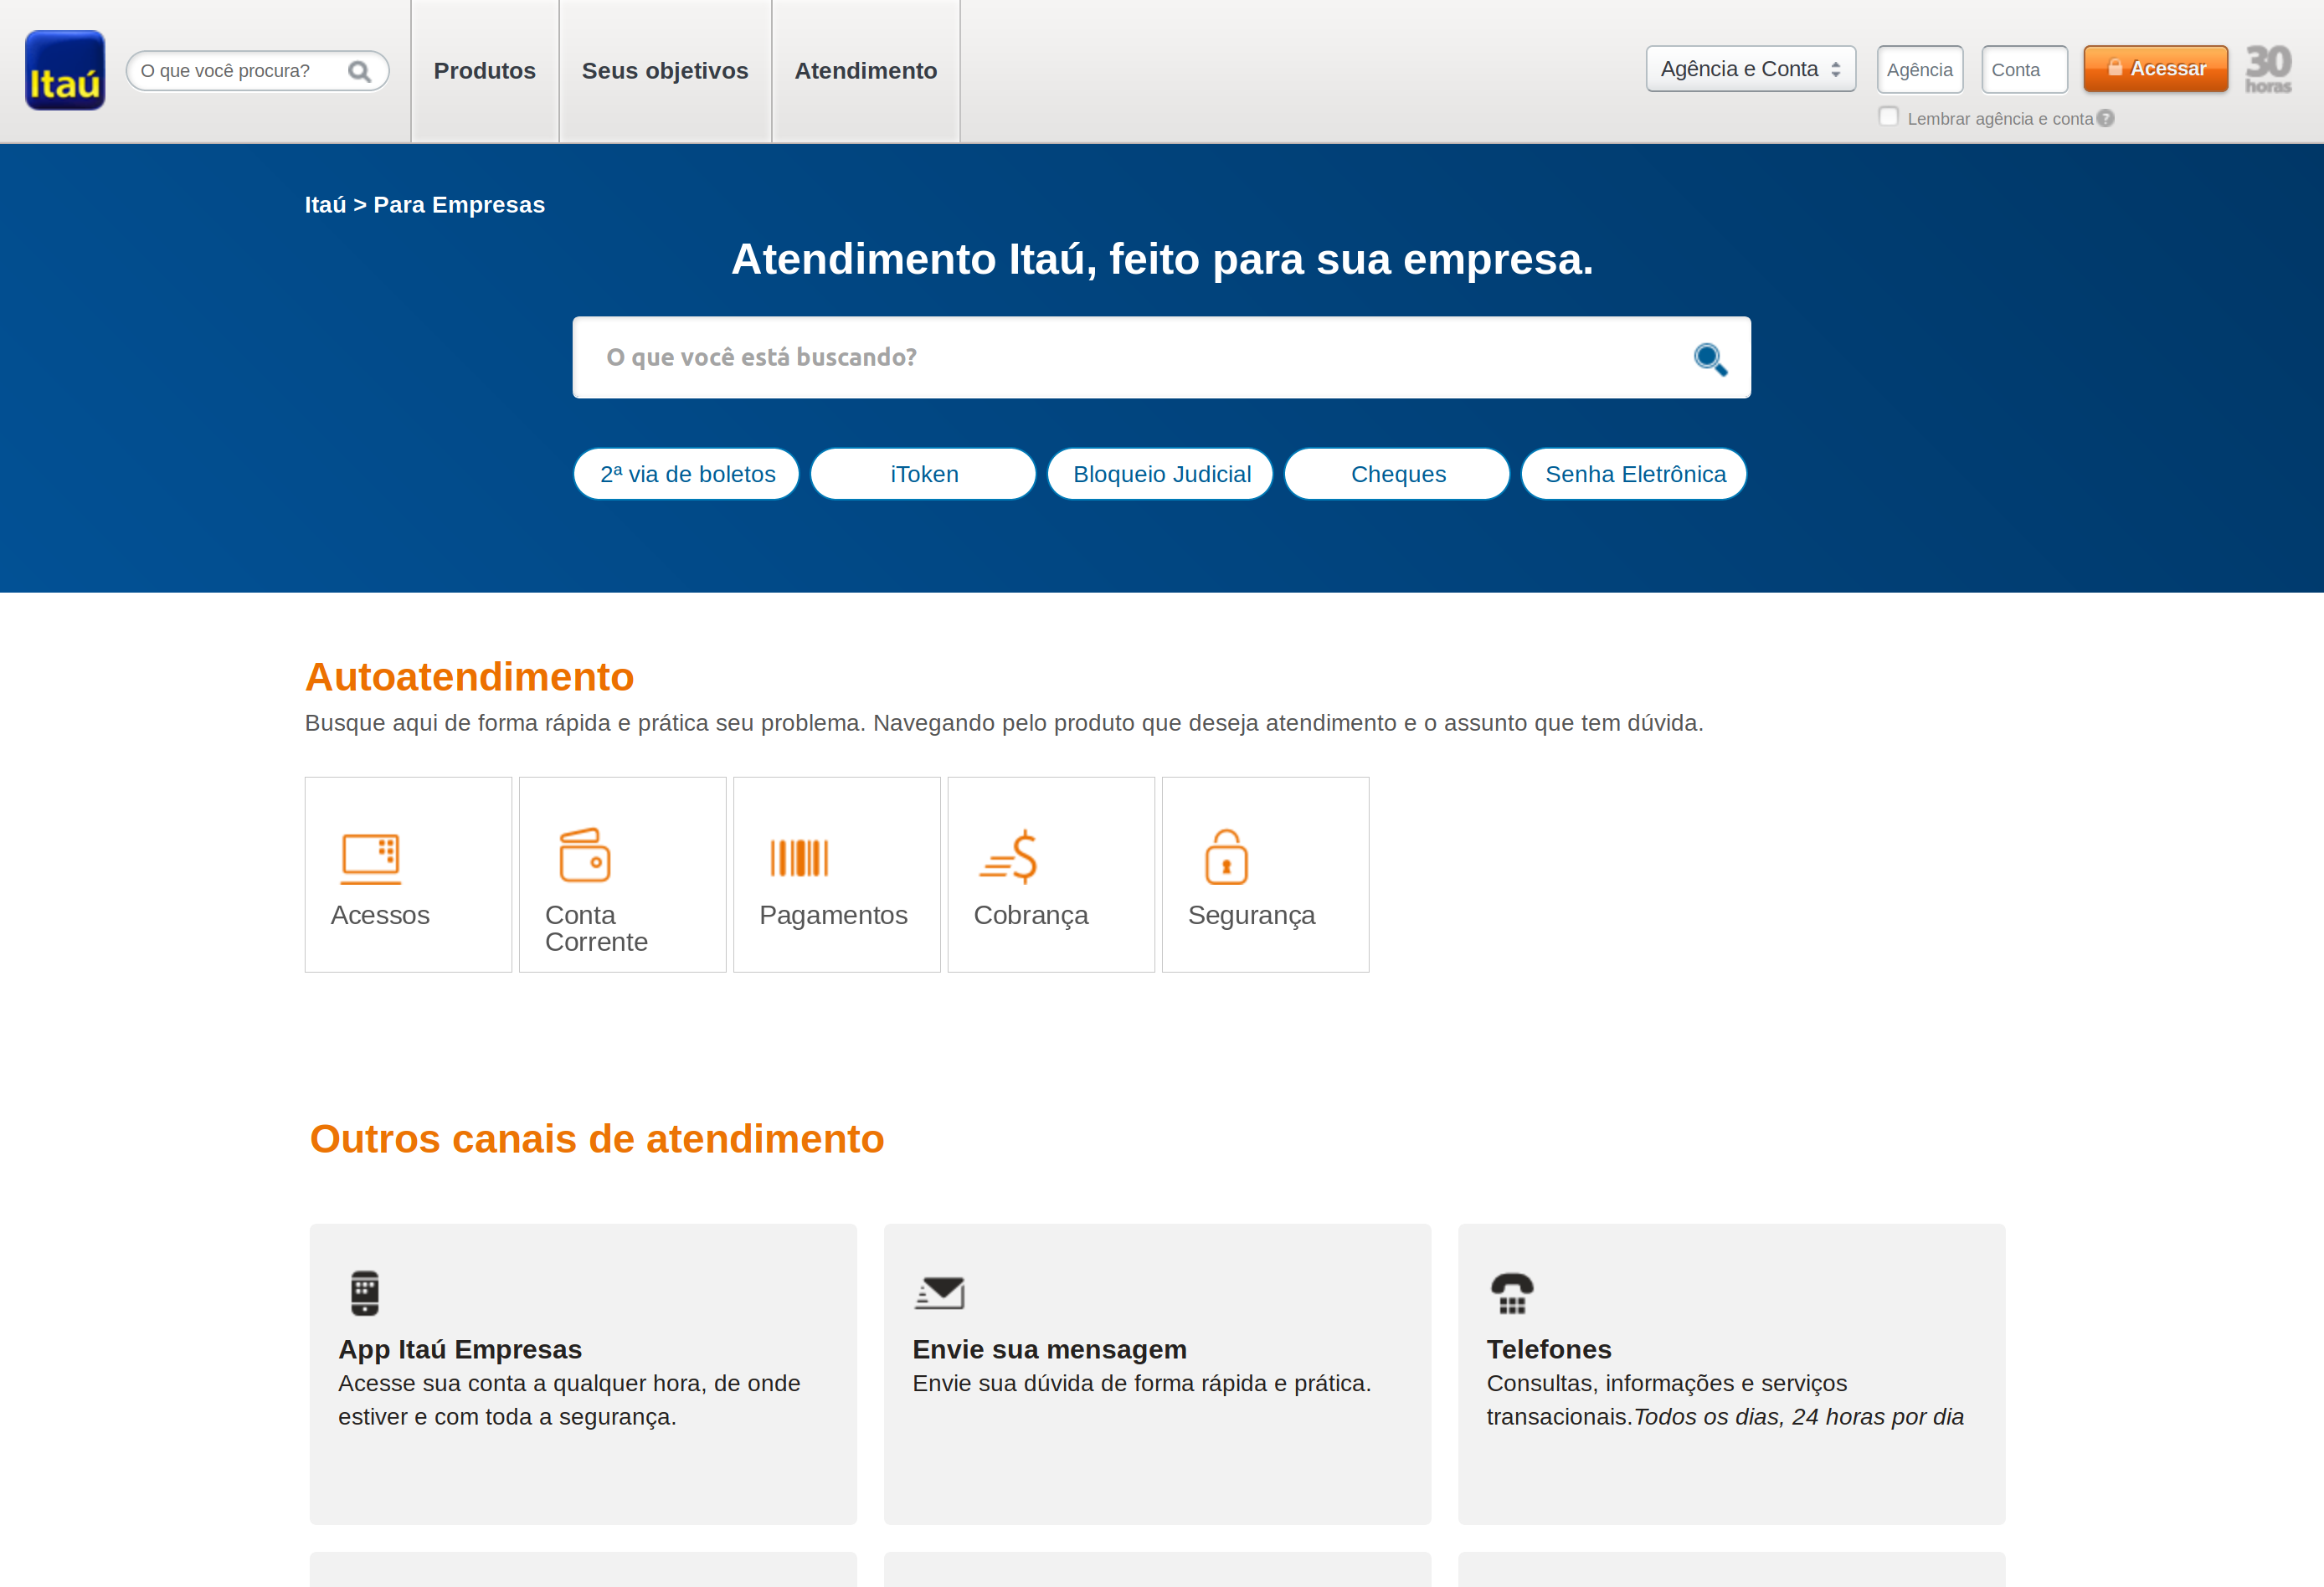 Itaú
O que você procura?
Produtos
Seus objetivos
Atendimento
Agência e Conta
Agência
Conta
Acessar
30 horas
Lembrar agência e conta ?
Itaú > Para Empresas
Atendimento Itaú, feito para sua empresa.
O que você está buscando?
2ª via de boletos
iToken
Bloqueio Judicial
Cheques
Senha Eletrônica
Autoatendimento
Busque aqui de forma rápida e prática seu problema. Navegando pelo produto que deseja atendimento e o assunto que tem dúvida.
Acessos
Conta
Corrente
Pagamentos
Cobrança
Segurança
Outros canais de atendimento
App Itaú Empresas
Acesse sua conta a qualquer hora, de onde
estiver e com toda a segurança.
Envie sua mensagem
Envie sua dúvida de forma rápida e prática.
Telefones
Consultas, informações e serviços
transacionais.Todos os dias, 24 horas por dia